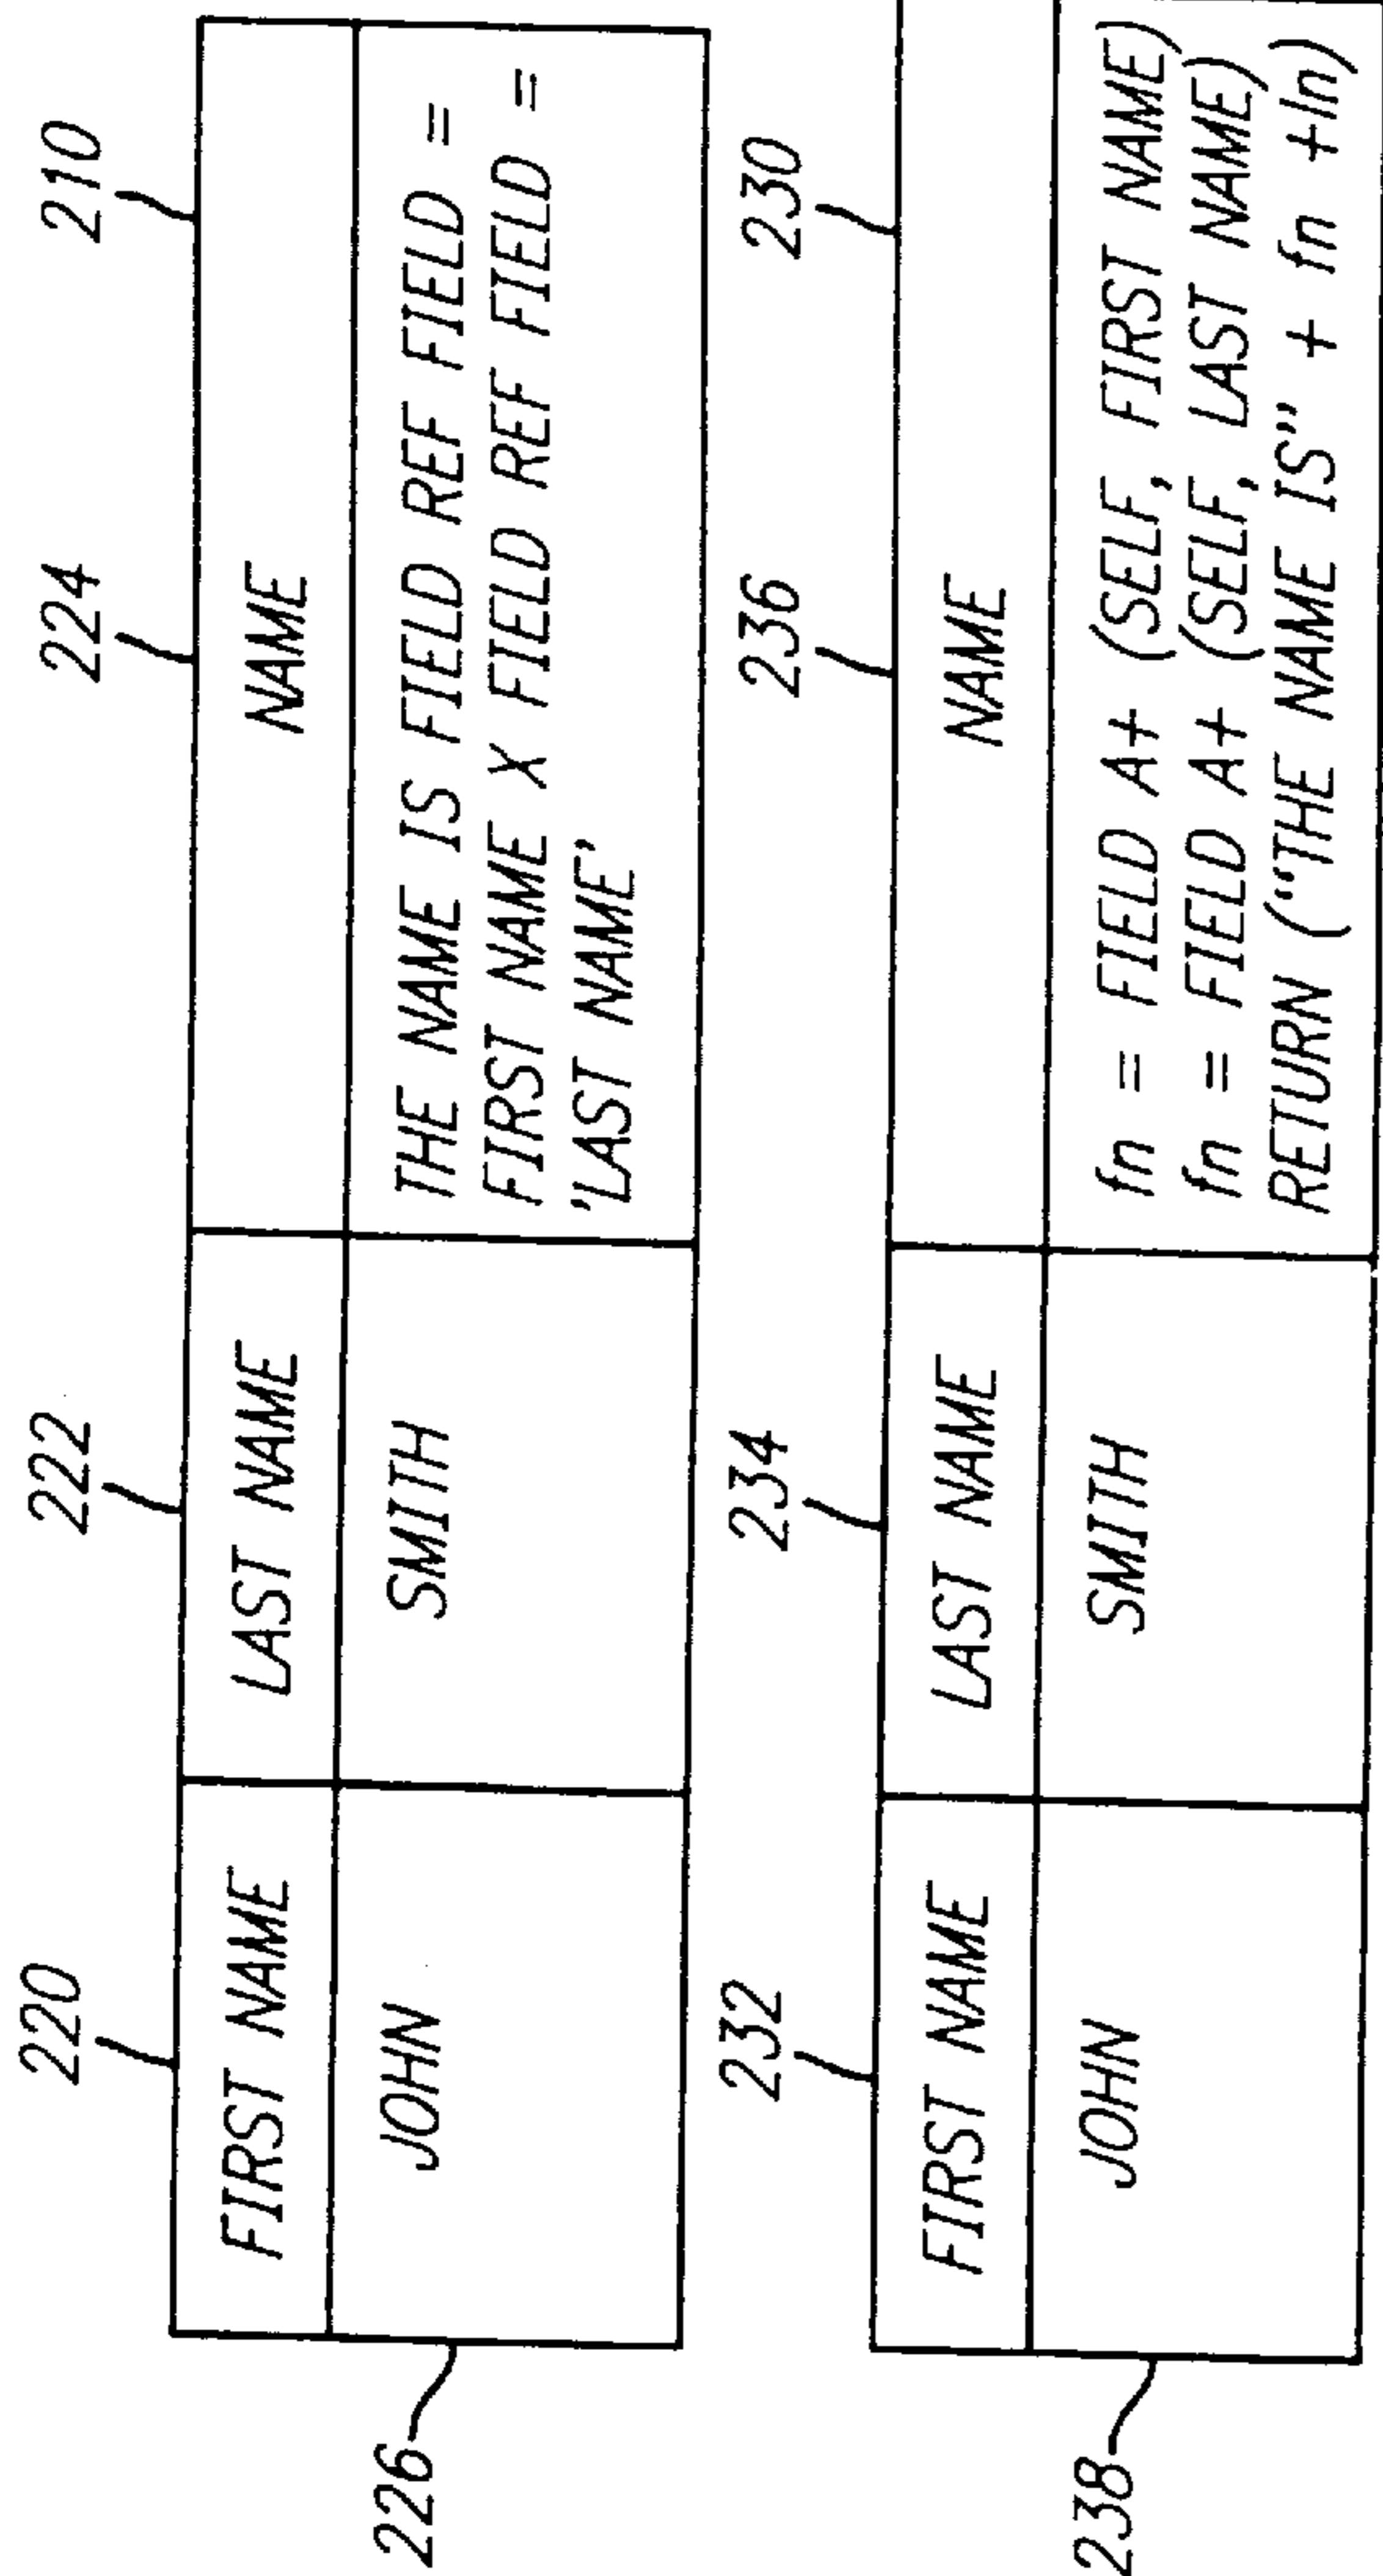 220 222 224 210
FIRST NAME LAST NAME NAME
226 JOHN SMITH THE NAME IS FIELD REF FIELD =
FIRST NAME X FIELD REF FIELD =
'LAST NAME'
232 234 236 230
FIRST NAME LAST NAME NAME
238 JOHN SMITH fn = FIELD A+ (SELF, FIRST NAME)
fn = FIELD A+ (SELF, LAST NAME)
RETURN ("THE NAME IS" + fn +ln)